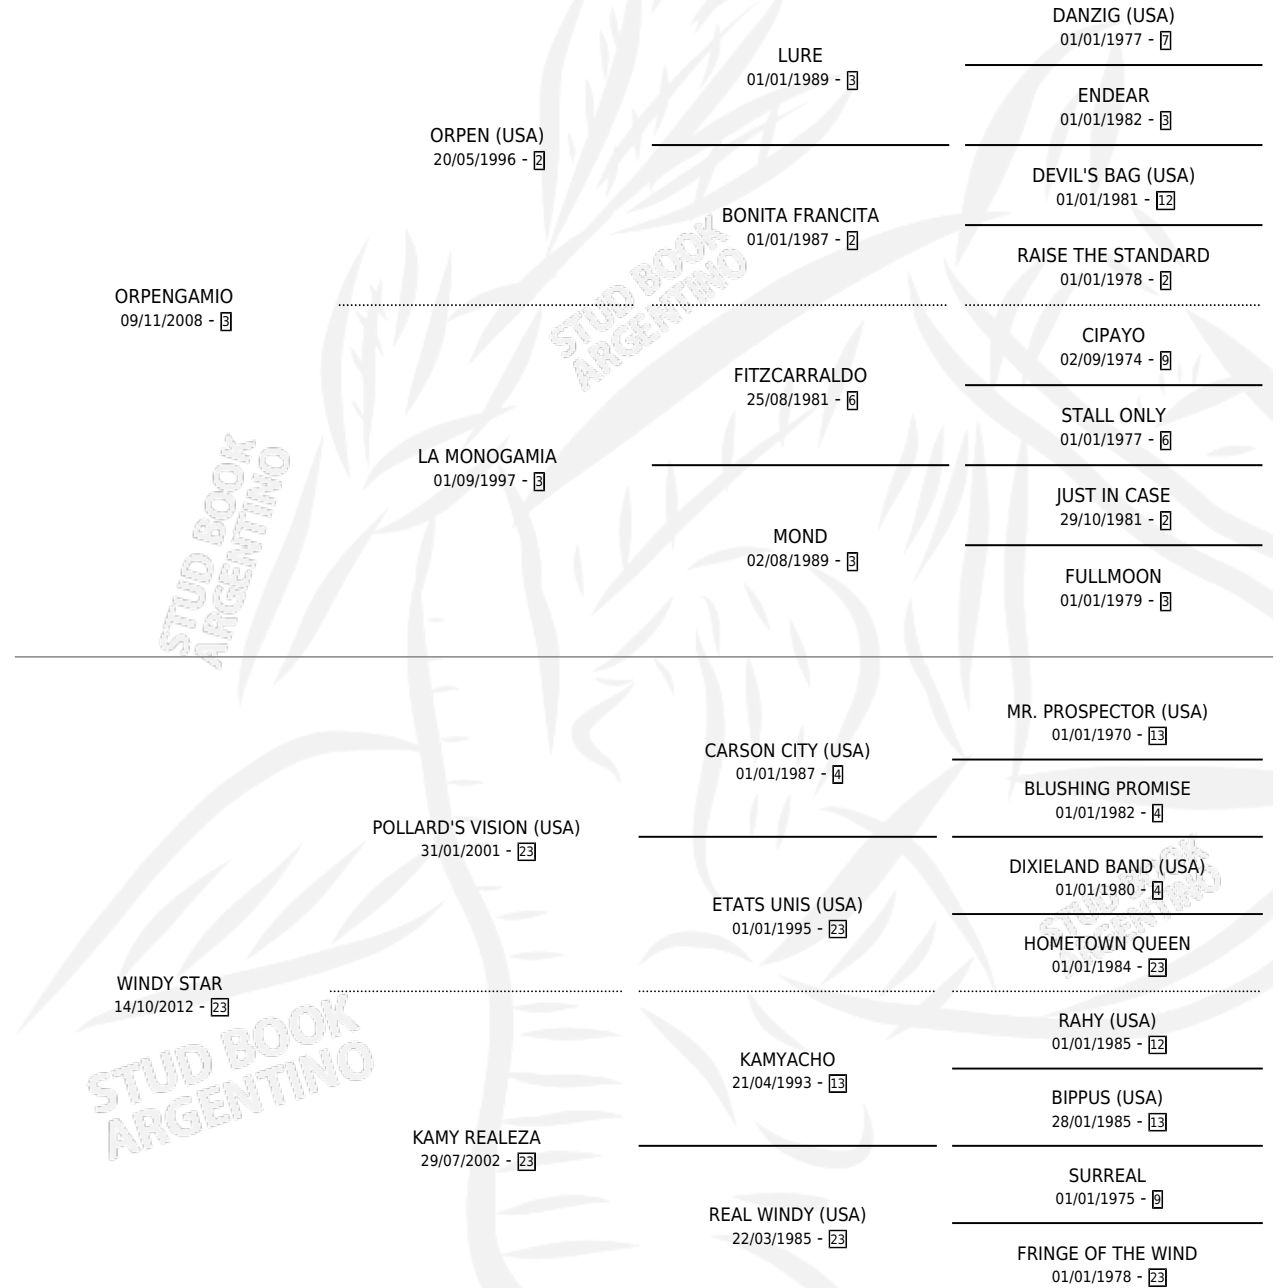 DANZIG (USA)
01/01/1977 - 7
LURE
01/01/1989 - 3
ENDEAR
01/01/1982 - 3
ORPEN (USA)
20/05/1996 - 2
DEVIL'S BAG (USA)
01/01/1981 - 12
BONITA FRANCITA
01/01/1987 - 2
RAISE THE STANDARD
01/01/1978 - 2
ORPENGAMIO
09/11/2008 - 3
CIPAYO
02/09/1974 - 9
FITZCARRALDO
25/08/1981 - 6
STALL ONLY
01/01/1977 - 6
LA MONOGAMIA
01/09/1997 - 3
JUST IN CASE
29/10/1981 - 2
MOND
02/08/1989 - 3
FULLMOON
01/01/1979 - 3
STUD BOOK
ARGENTINO
STUD BOOK
ARGENTINO
MR. PROSPECTOR (USA)
01/01/1970 - 13
CARSON CITY (USA)
01/01/1987 - 4
BLUSHING PROMISE
01/01/1982 - 4
POLLARD'S VISION (USA)
31/01/2001 - 23
DIXIELAND BAND (USA)
01/01/1980 - 4
ETATS UNIS (USA)
01/01/1995 - 23
HOMETOWN QUEEN
01/01/1984 - 23
STUD BOOK
ARGENTINO
WINDY STAR
14/10/2012 - 23
RAHY (USA)
01/01/1985 - 12
KAMYACHO
21/04/1993 - 13
BIPPUS (USA)
28/01/1985 - 13
KAMY REALEZA
29/07/2002 - 23
SURREAL
01/01/1975 - 9
REAL WINDY (USA)
22/03/1985 - 23
FRINGE OF THE WIND
01/01/1978 - 23
STUD BOOK
ARGENTINO